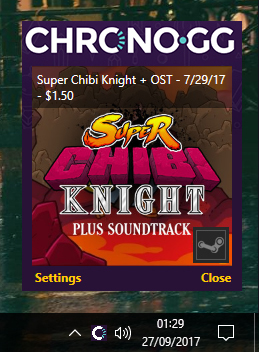 CHRONO.GG
Super Chibi Knight + OST - 7/29/17
- $1.50
SUPER
CHIBI
KNIGHT
PLUS SOUNDTRACK
Settings
Close
01:29
27/09/2017